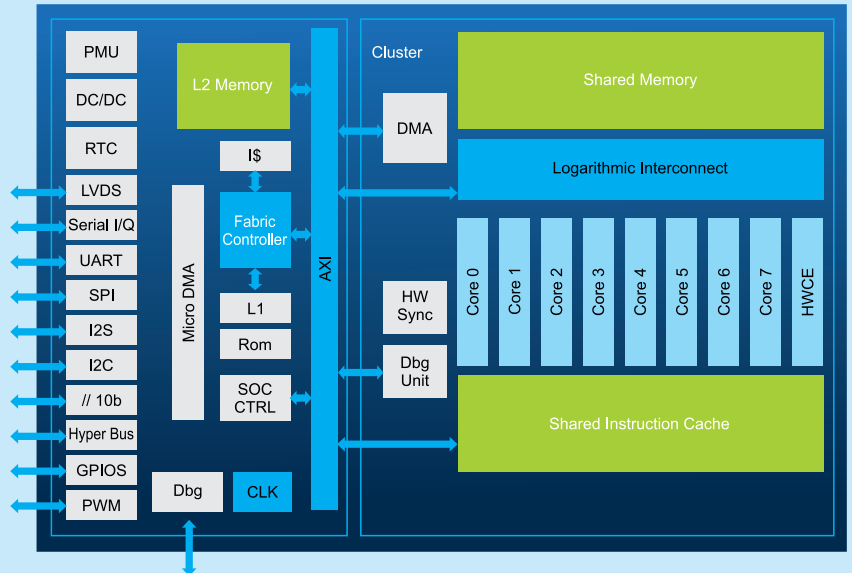 PMU
DC/DC
RTC
LVDS
Serial I/Q
UART
SPI
I2S
I2C
// 10b
Hyper Bus
GPIOS
PWM
L2 Memory
I$
Fabric
Controller
L1
Rom
SOC
CTRL
Micro DMA
Dbg
CLK
AXI
Cluster
DMA
HW
Sync
Dbg
Unit
Shared Memory
Logarithmic Interconnect
Core 0
Core 1
Core 2
Core 3
Core 4
Core 5
Core 6
Core 7
HWCE
Shared Instruction Cache